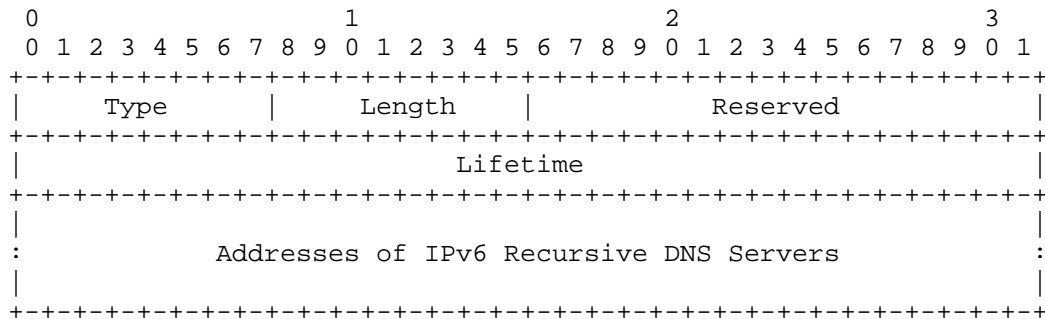 0                   1                   2                   3
 0 1 2 3 4 5 6 7 8 9 0 1 2 3 4 5 6 7 8 9 0 1 2 3 4 5 6 7 8 9 0 1
+-+-+-+-+-+-+-+-+-+-+-+-+-+-+-+-+-+-+-+-+-+-+-+-+-+-+-+-+-+-+-+-+
|     Type      |     Length    |           Reserved            |
+-+-+-+-+-+-+-+-+-+-+-+-+-+-+-+-+-+-+-+-+-+-+-+-+-+-+-+-+-+-+-+-+
|                           Lifetime                            |
+-+-+-+-+-+-+-+-+-+-+-+-+-+-+-+-+-+-+-+-+-+-+-+-+-+-+-+-+-+-+-+-+
|                                                               |
:            Addresses of IPv6 Recursive DNS Servers            :
|                                                               |
+-+-+-+-+-+-+-+-+-+-+-+-+-+-+-+-+-+-+-+-+-+-+-+-+-+-+-+-+-+-+-+-+